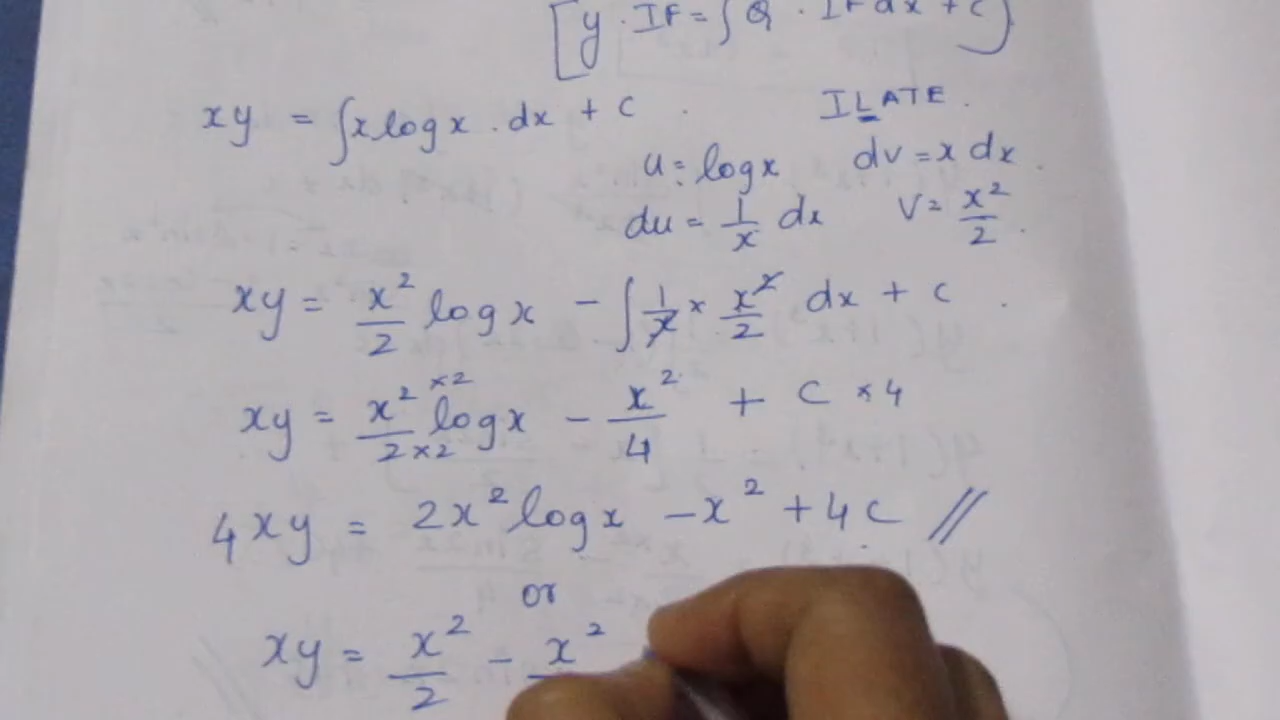 [y · IF = ∫Q · IF dx + C]
xy = ∫x log x . dx + C .
ILATE .
u = log x dv = x dx .
du = 1/x dx v = x²/2 .
xy = x²/2 log x - ∫ 1/x × x²/2 dx + C .
xy = x²×2/2×2 log x - x²/4 + C × 4
4xy = 2x² log x - x² + 4C //
or
xy = x²/2 - x²